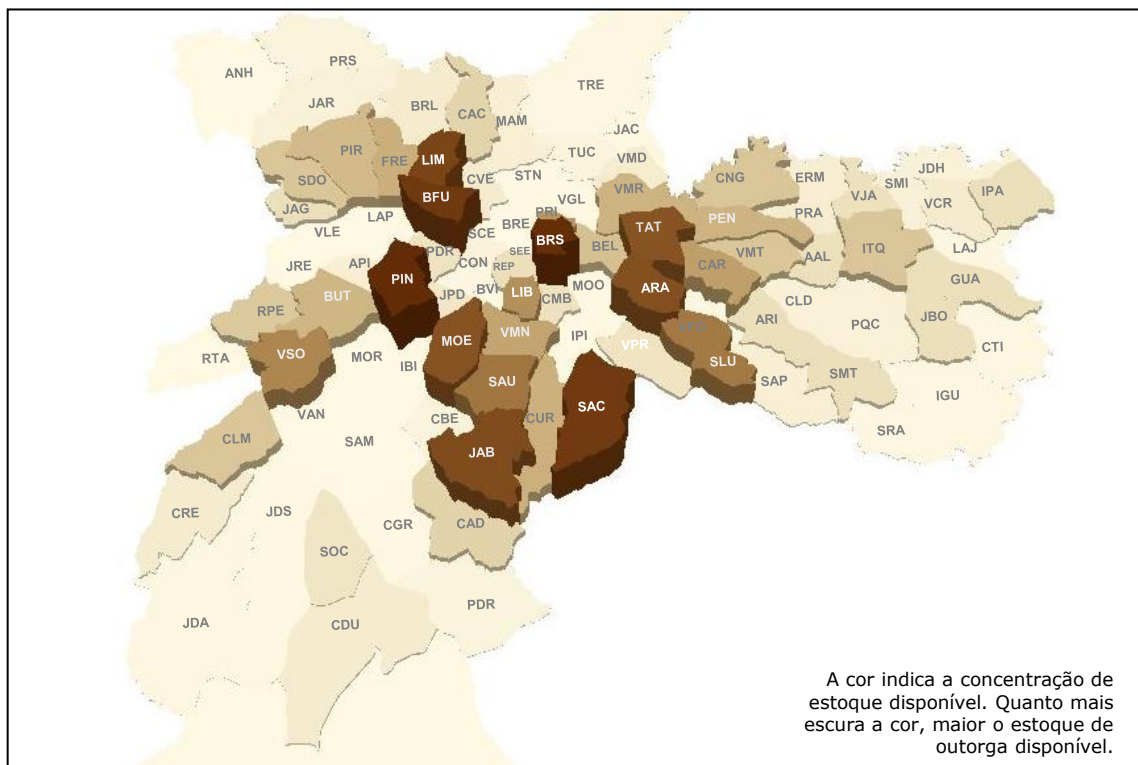 PRS
ANH
TRE
JAR
BRL
CAC
MAM
JAC
TUC
VMD
PIR
FRE
LIM
STN
CVE
SDO
BFU
VGL
VMR
CNG
ERM
JDH
SMI
IPA
VJA
VCR
JAG
LAP
VLE
SCE
BRE
PRI
PEN
PRA
TAT
SEE
BRS
BEL
VMT
AAL
ITQ
LAJ
JRE
API
PDR
CON
REP
CAR
GUA
PIN
BUT
JPD
BVI
LIB
CMB
MOO
ARA
CLD
RPE
ARI
PQC
JBO
VSO
MOE
VMN
IPI
VPR
CTI
RTA
MOR
IBI
SLU
SAP
SMT
SAU
IGU
VAN
CBE
CUR
SAC
CLM
SAM
JAB
SRA
CRE
JDS
CGR
CAD
SOC
PDR
JDA
CDU
A cor indica a concentração de
estoque disponível. Quanto mais
escura a cor, maior o estoque de
outorga disponível.